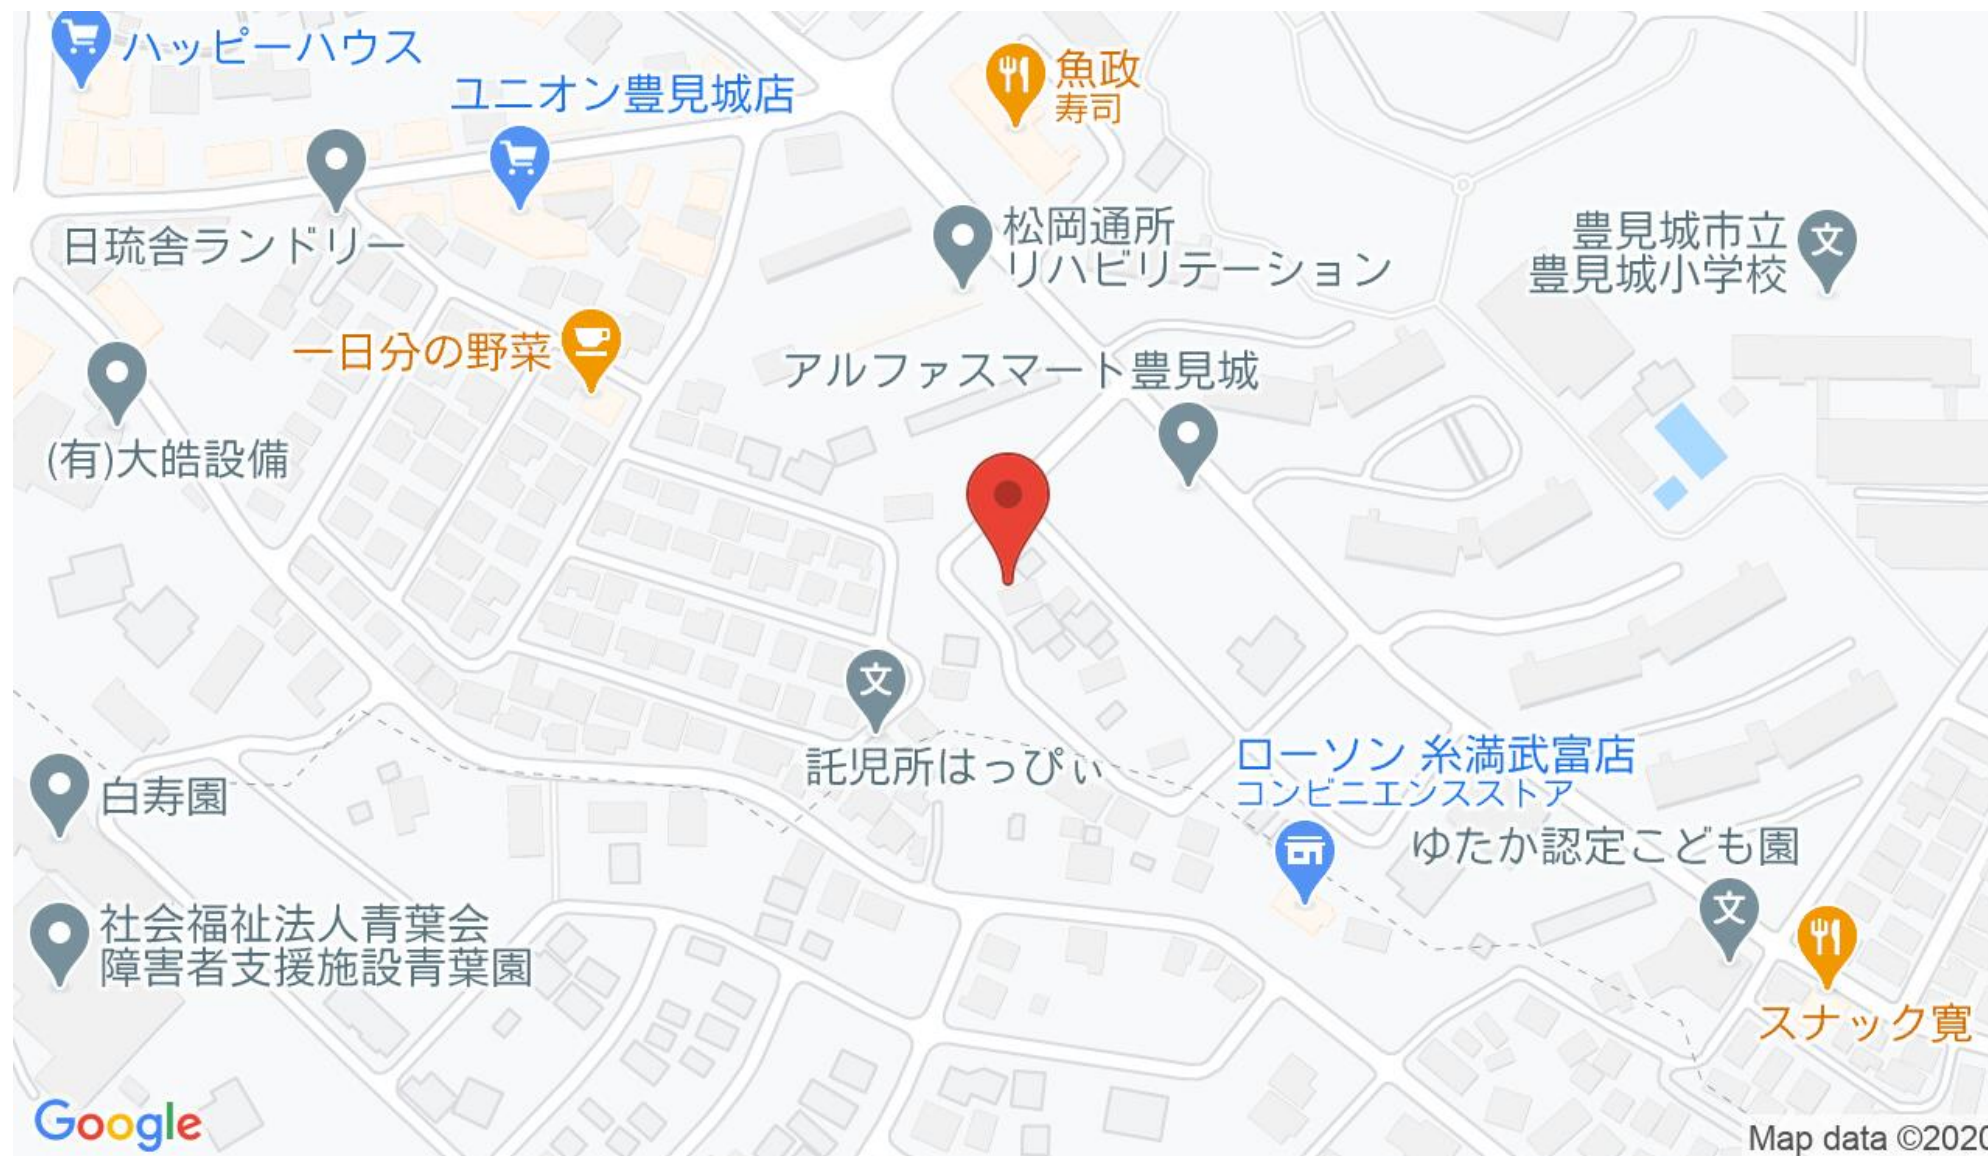 ハッピーハウス
ユニオン豊見城店
魚政
寿司
日琉舎ランドリー
松岡通所
リハビリテーション
豊見城市立
豊見城小学校
文
一日分の野菜
アルファスマート豊見城
(有)大皓設備
文
託児所はっぴぃ
ローソン 糸満武富店
コンビニエンスストア
白寿園
ゆたか認定こども園
文
社会福祉法人青葉会
障害者支援施設青葉園
スナック寛
Google
Map data ©2020